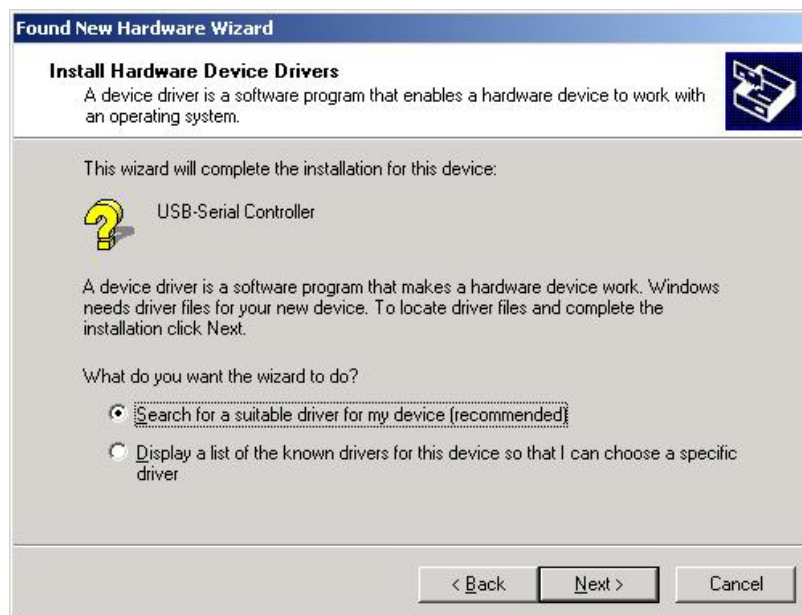 Found New Hardware Wizard
Install Hardware Device Drivers
A device driver is a software program that enables a hardware device to work with
an operating system.
This wizard will complete the installation for this device:
USB-Serial Controller
A device driver is a software program that makes a hardware device work. Windows
needs driver files for your new device. To locate driver files and complete the
installation click Next.
What do you want the wizard to do?
Search for a suitable driver for my device (recommended)
Display a list of the known drivers for this device so that I can choose a specific
driver
< Back Next > Cancel